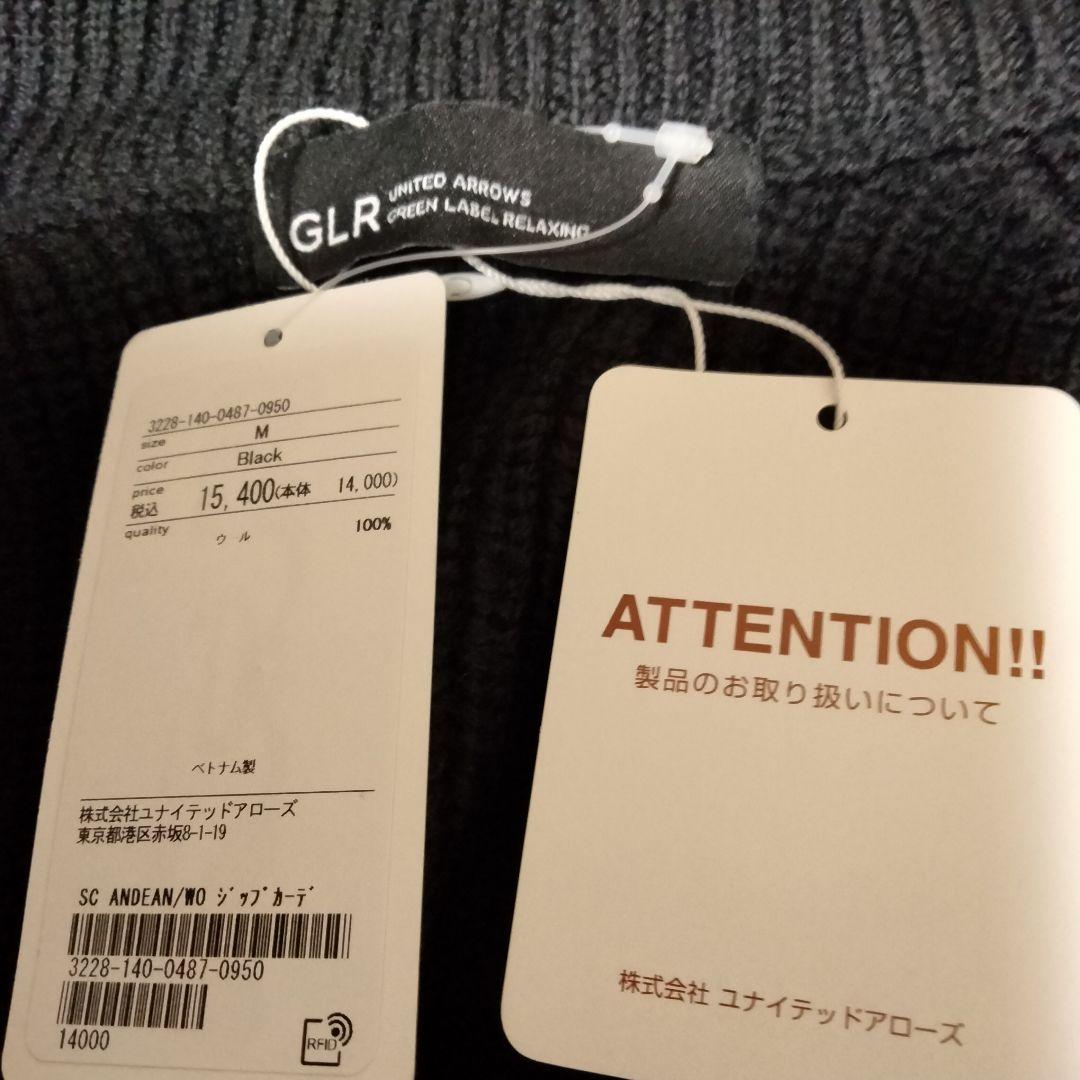 GLR
UNITED ARROWS
GREEN LABEL RELAXING
3228-140-0487-0950
size M
color Black
price
税込 15,400(本体 14,000)
quality ウール 100%
ベトナム製
株式会社ユナイテッドアローズ
東京都港区赤坂8-1-19
SC ANDEAN/WO ジップカーデ
3228-140-0487-0950
14000
RFID
ATTENTION!!
製品のお取り扱いについて
株式会社 ユナイテッドアローズ